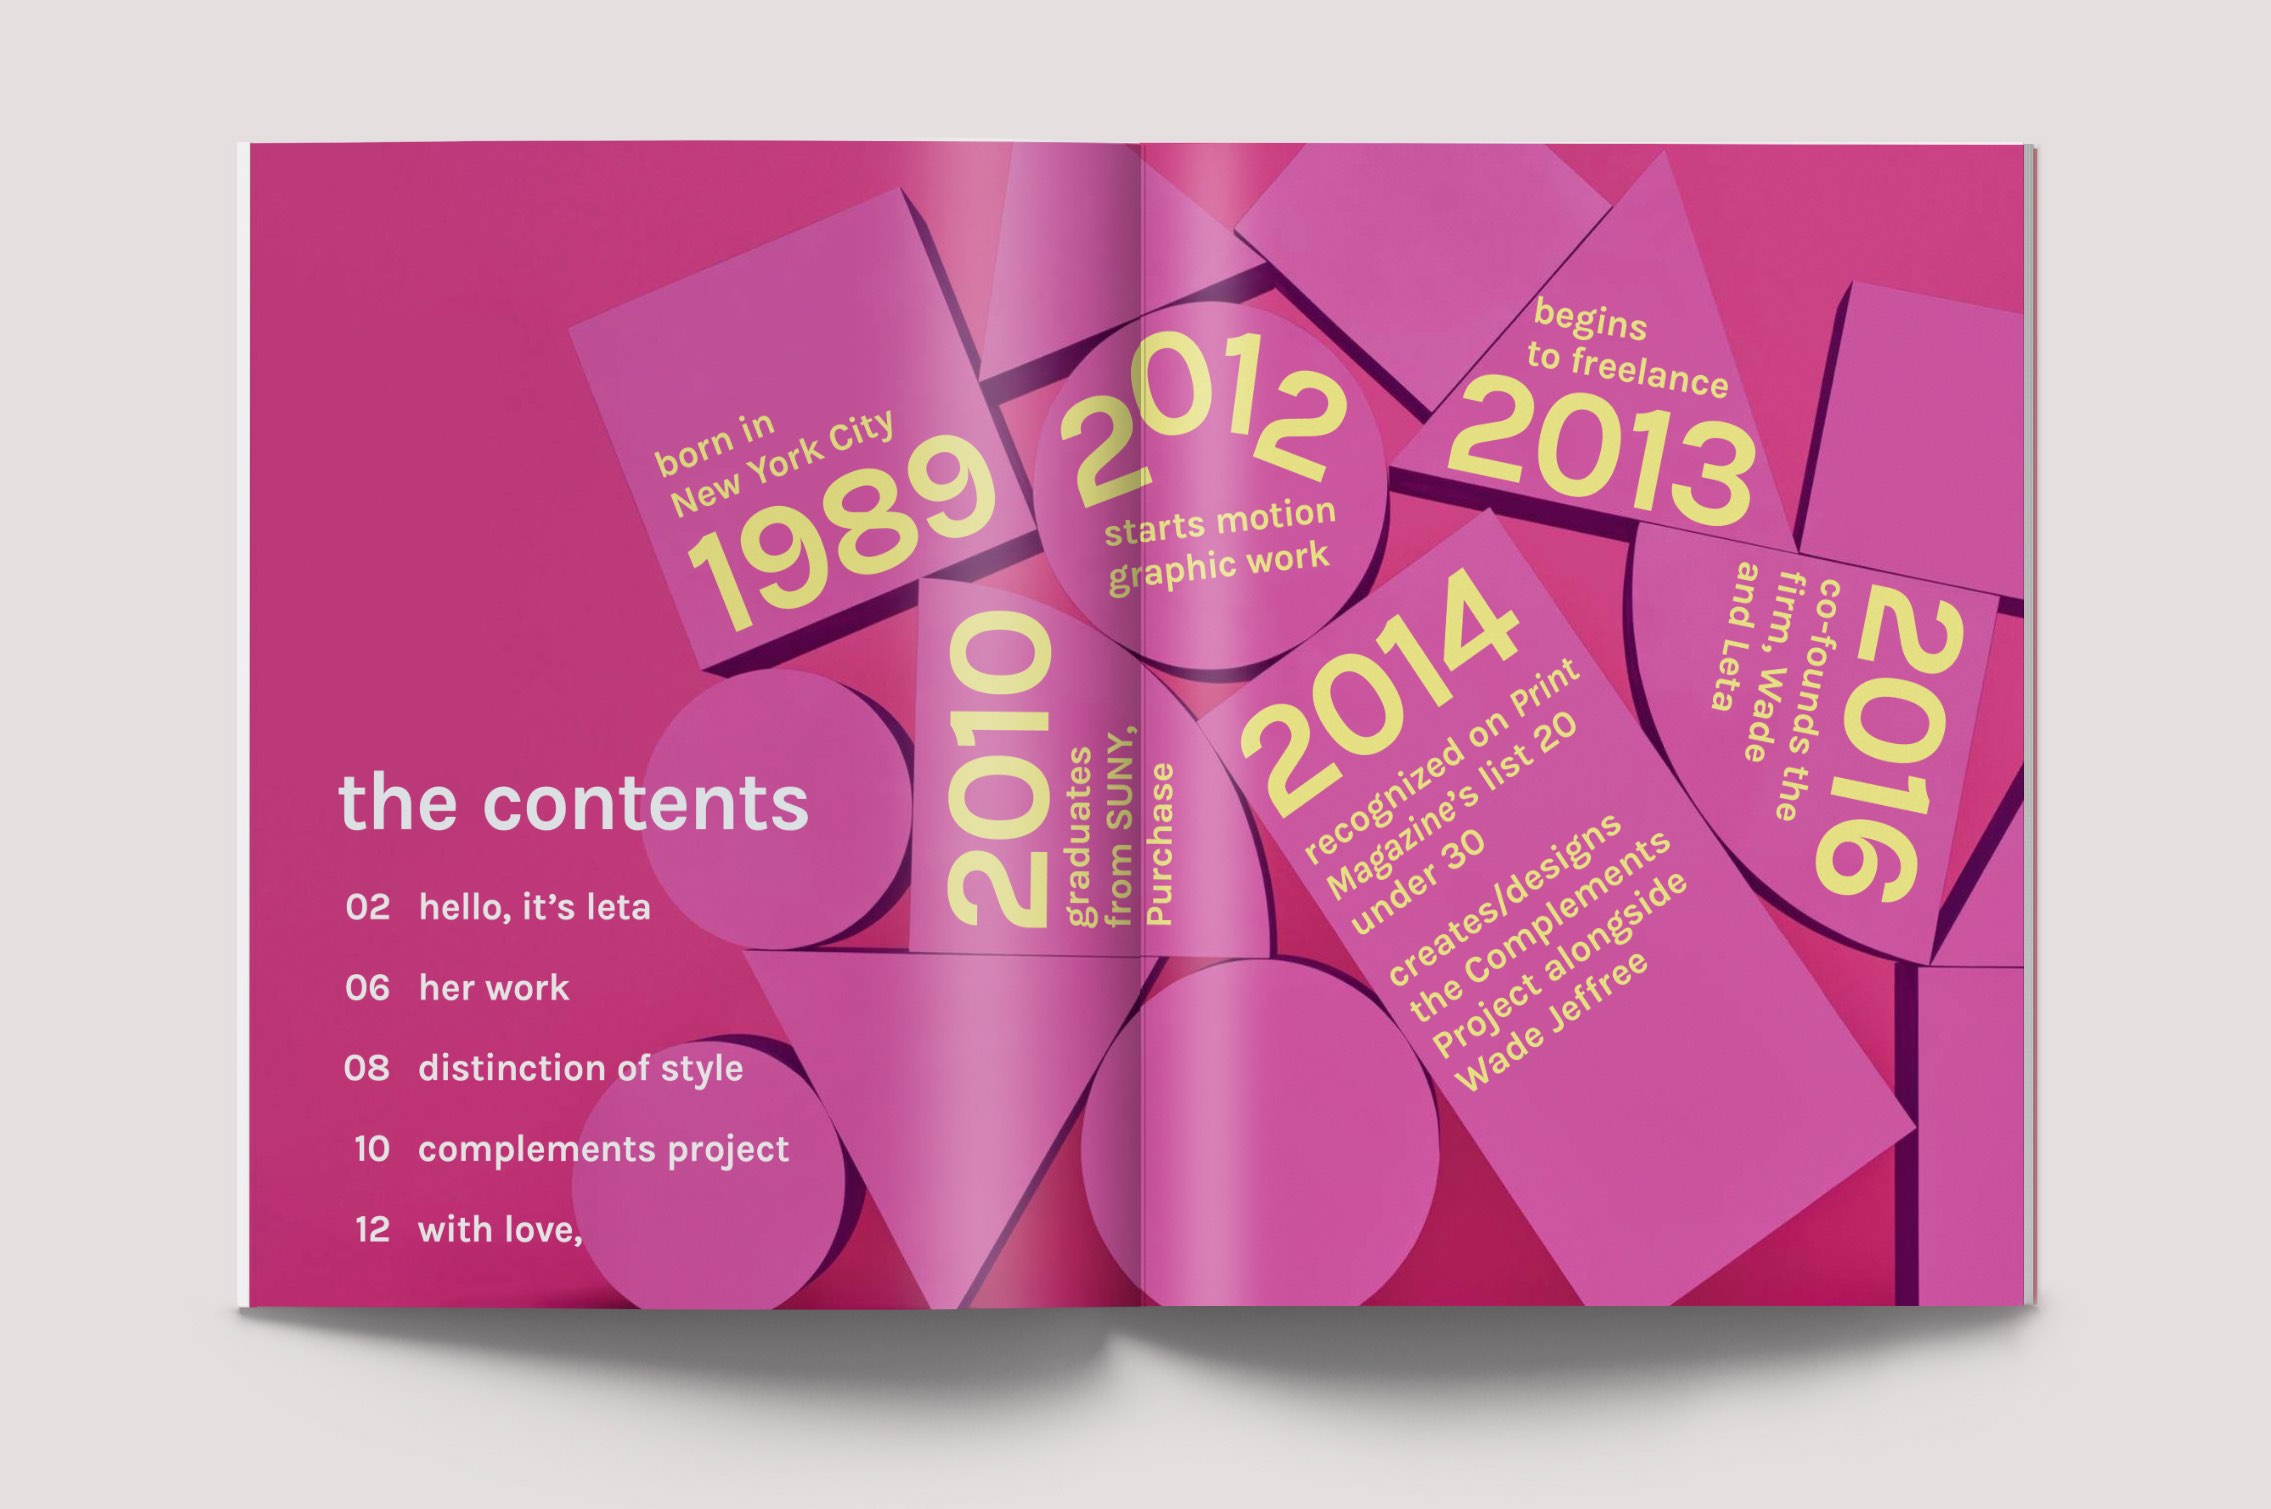 the contents
02 hello, it's leta
06 her work
08 distinction of style
10 complements project
12 with love,
born in
New York City
1989
2010
graduates
from SUNY,
Purchase
2012
starts motion
graphic work
begins
to freelance
2013
2014
recognized on Print
Magazine's list 20
under 30
creates/designs
the Complements
Project alongside
Wade Jeffree
2016
co-founds the
firm, Wade
and Leta